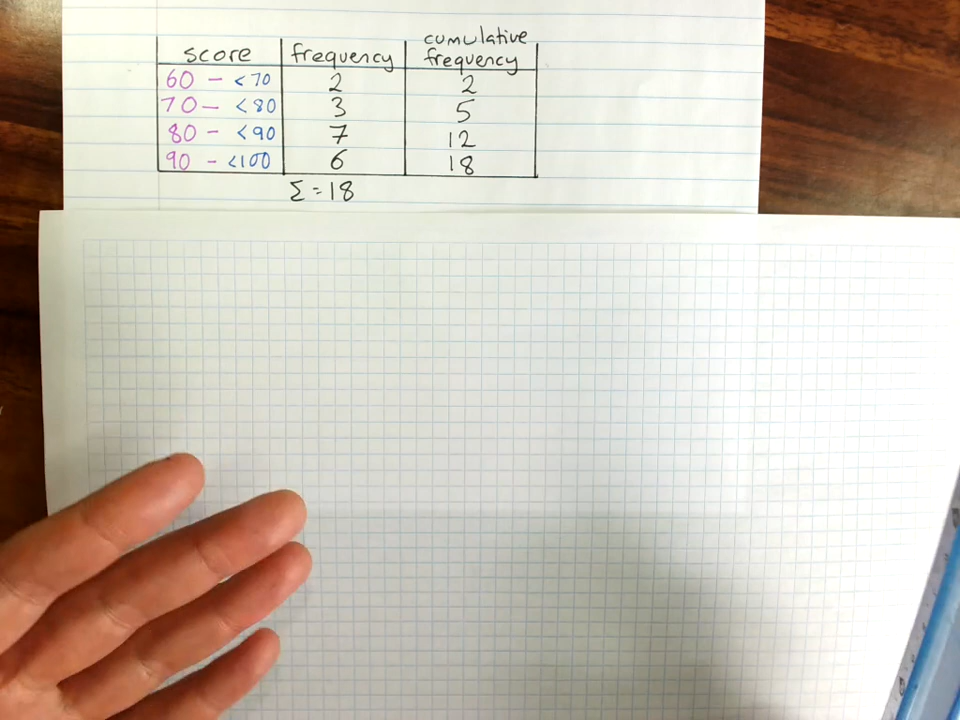 score frequency cumulative frequency
60 - <70 2 2
70 - <80 3 5
80 - <90 7 12
90 - <100 6 18
Σ = 18